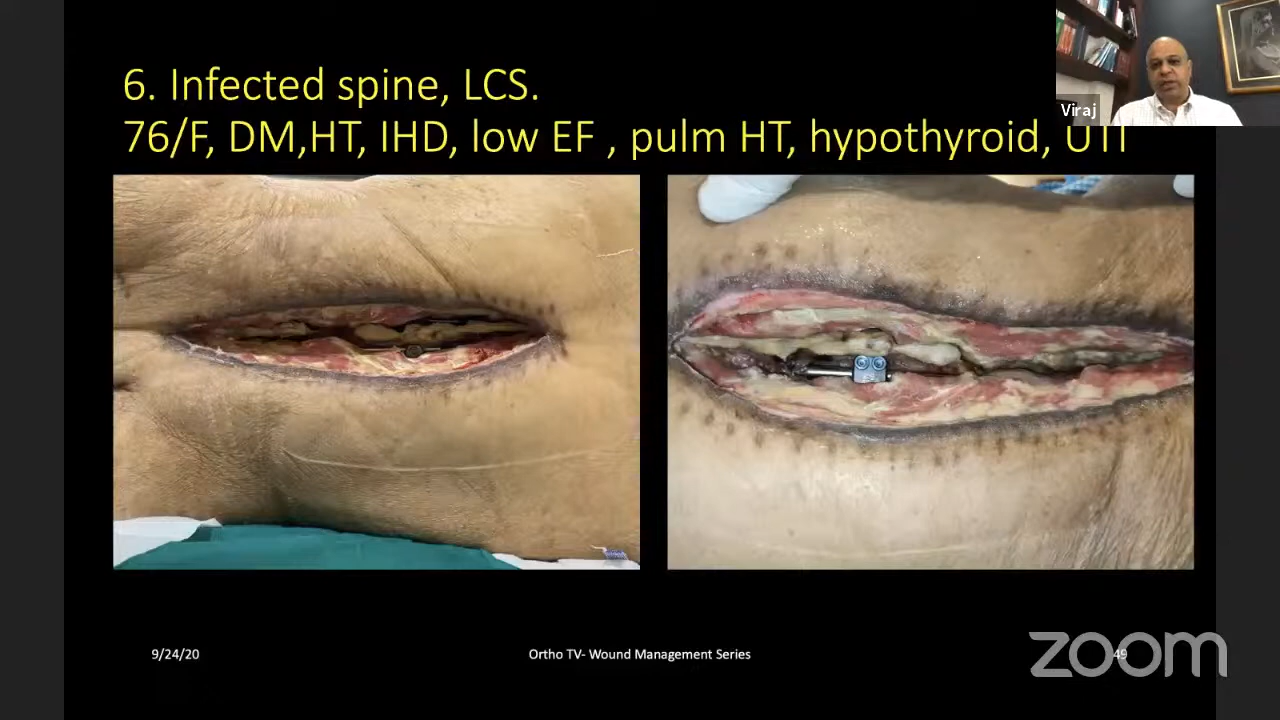 6. Infected spine, LCS.
76/F, DM,HT, IHD, low EF , pulm HT, hypothyroid, UTI
Viraj
9/24/20
Ortho TV- Wound Management Series
49
zoom